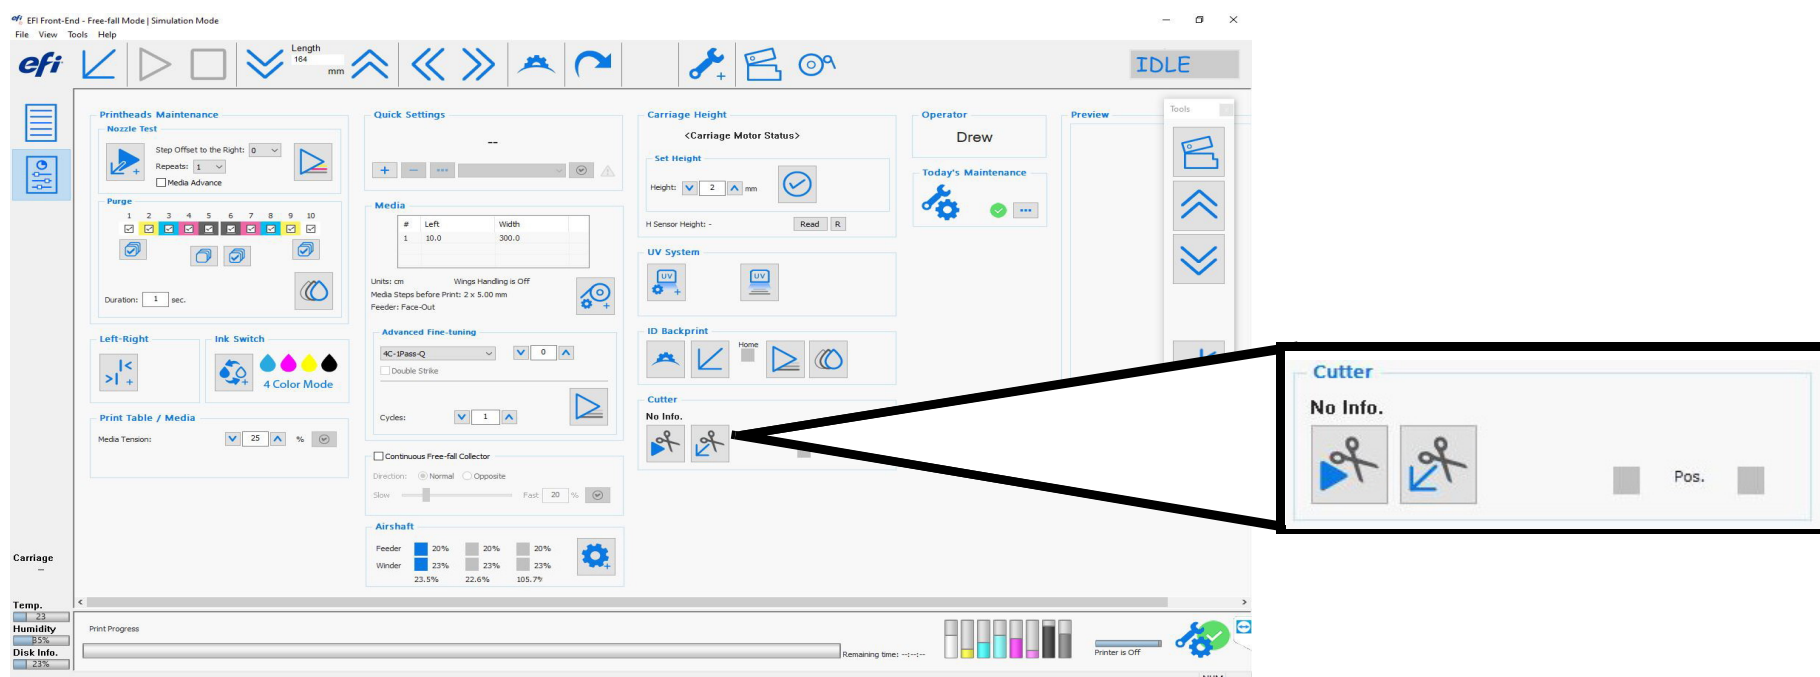 efi EFI Front-End - Free-fall Mode | Simulation Mode
File View Tools Help
efi
Length
164
mm
IDLE
Printheads Maintenance
Nozzle Test
Step Offset to the Right: 0
Repeats: 1
Media Advance
Purge
1 2 3 4 5 6 7 8 9 10
Duration: 1 sec.
Left-Right
Ink Switch
4 Color Mode
Print Table / Media
Media Tension: 25 %
Quick Settings
--
+ - ...
Media
# Left Width
1 10.0 300.0
Units: cm Wings Handling is Off
Media Steps before Print: 2 x 5.00 mm
Feeder: Face-Out
Advanced Fine-tuning
4C-1Pass-Q 0
Double Strike
Cycles: 1
Continuous Free-fall Collector
Direction: Normal Opposite
Slow Fast 20 %
Airshaft
Feeder 20% 20% 20%
Winder 23% 23% 23%
23.5% 22.6% 105.7%
Carriage Height
<Carriage Motor Status>
Set Height
Height: 2 mm
H Sensor Height: - Read R
UV System
UV UV
ID Backprint
Home
Cutter
No Info.
Operator
Drew
Today's Maintenance
...
Preview
Tools
Cutter
No Info.
Pos.
Carriage
--
Temp.
23
Humidity
35%
Disk Info.
23%
Print Progress
Remaining time: --:--:--
Printer is Off